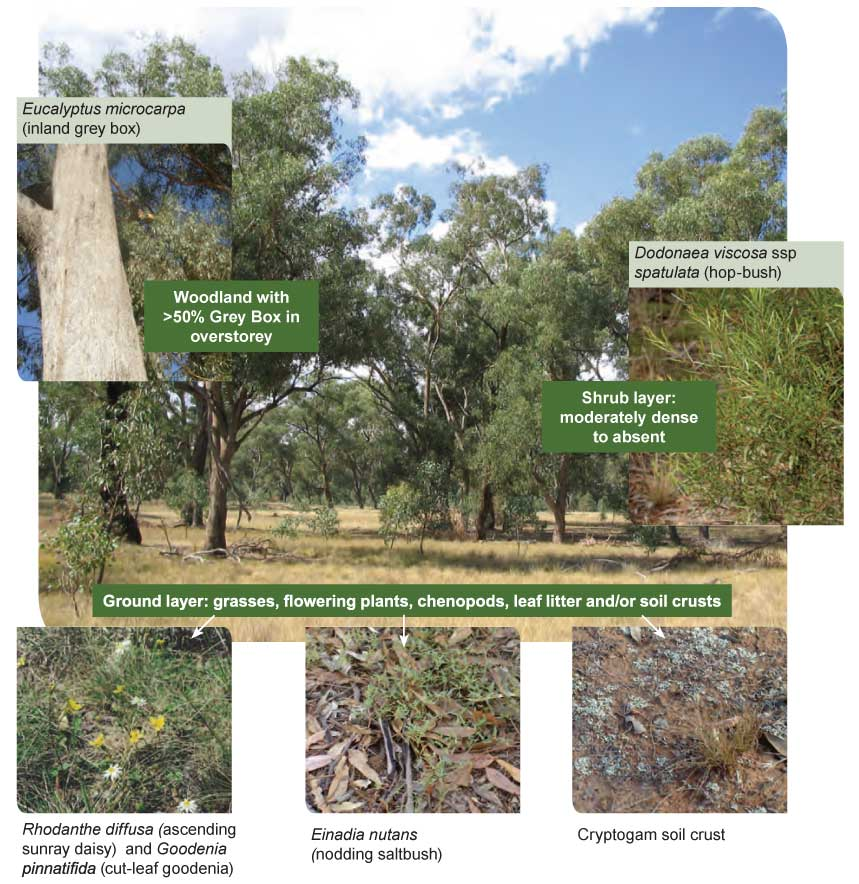 Eucalyptus microcarpa
(inland grey box)
Woodland with
>50% Grey Box in
overstorey
Dodonaea viscosa ssp
spatulata (hop-bush)
Shrub layer:
moderately dense
to absent
Ground layer: grasses, flowering plants, chenopods, leaf litter and/or soil crusts
Rhodanthe diffusa (ascending
sunray daisy) and Goodenia
pinnatifida (cut-leaf goodenia)
Einadia nutans
(nodding saltbush)
Cryptogam soil crust